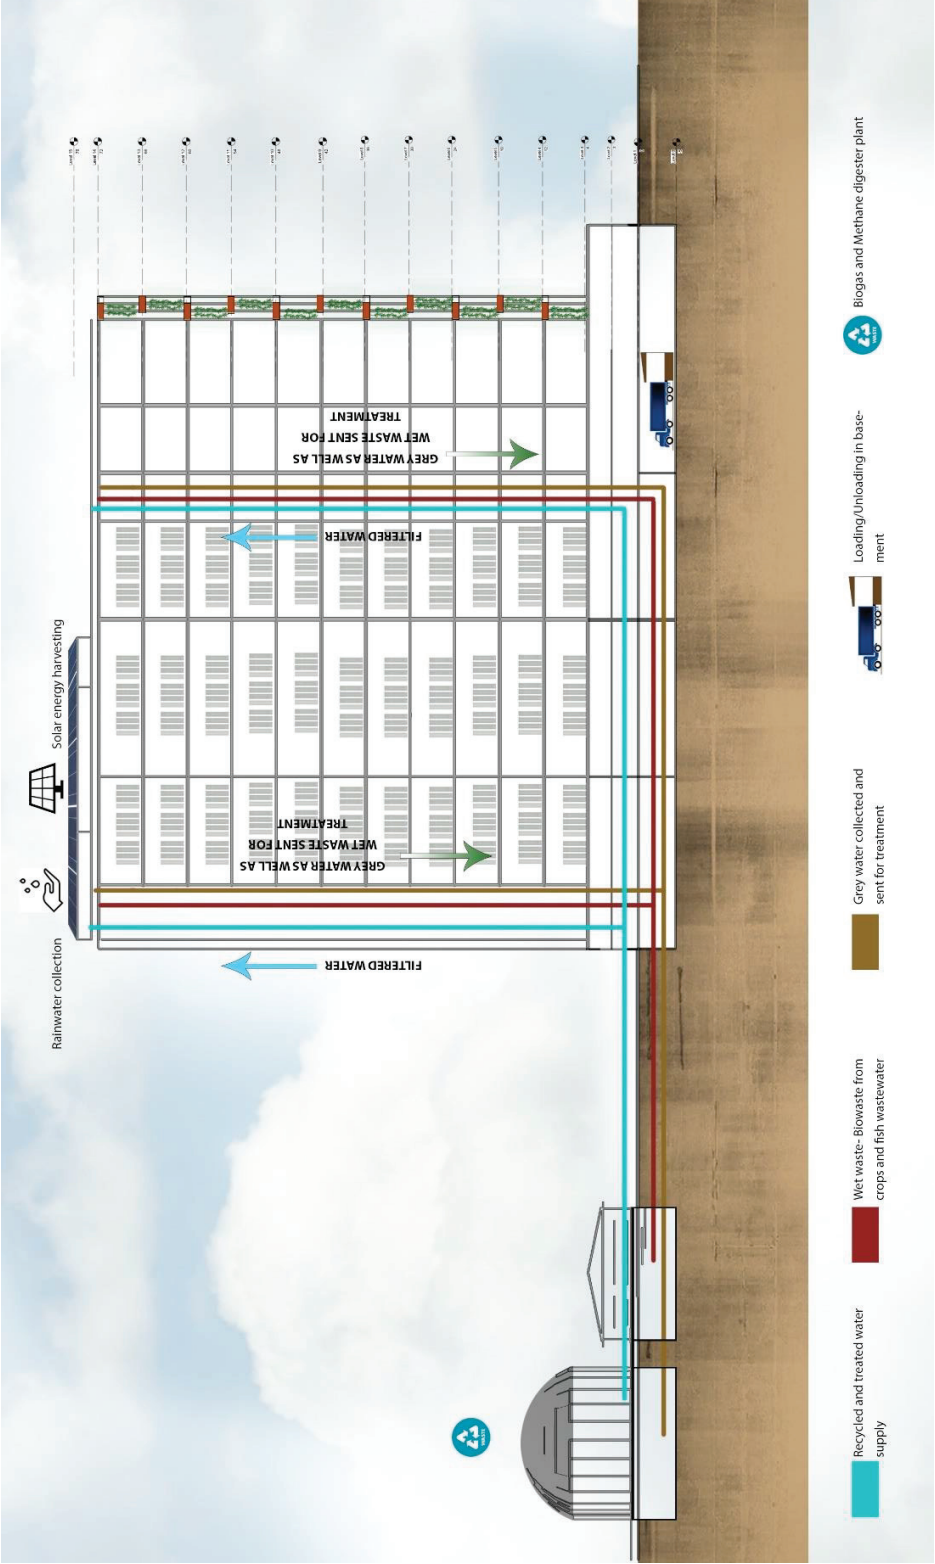 Rainwater collection
Solar energy harvesting
FILTERED WATER
GREY WATER AS WELL AS
WET WASTE SENT FOR
TREATMENT
FILTERED WATER
GREY WATER AS WELL AS
WET WASTE SENT FOR
TREATMENT
WASTE
Recycled and treated water
supply
Wet waste- Biowaste from
crops and fish wastewater
Grey water collected and
sent for treatment
Loading/Unloading in base-
ment
WASTE
Biogas and Methane digester plant